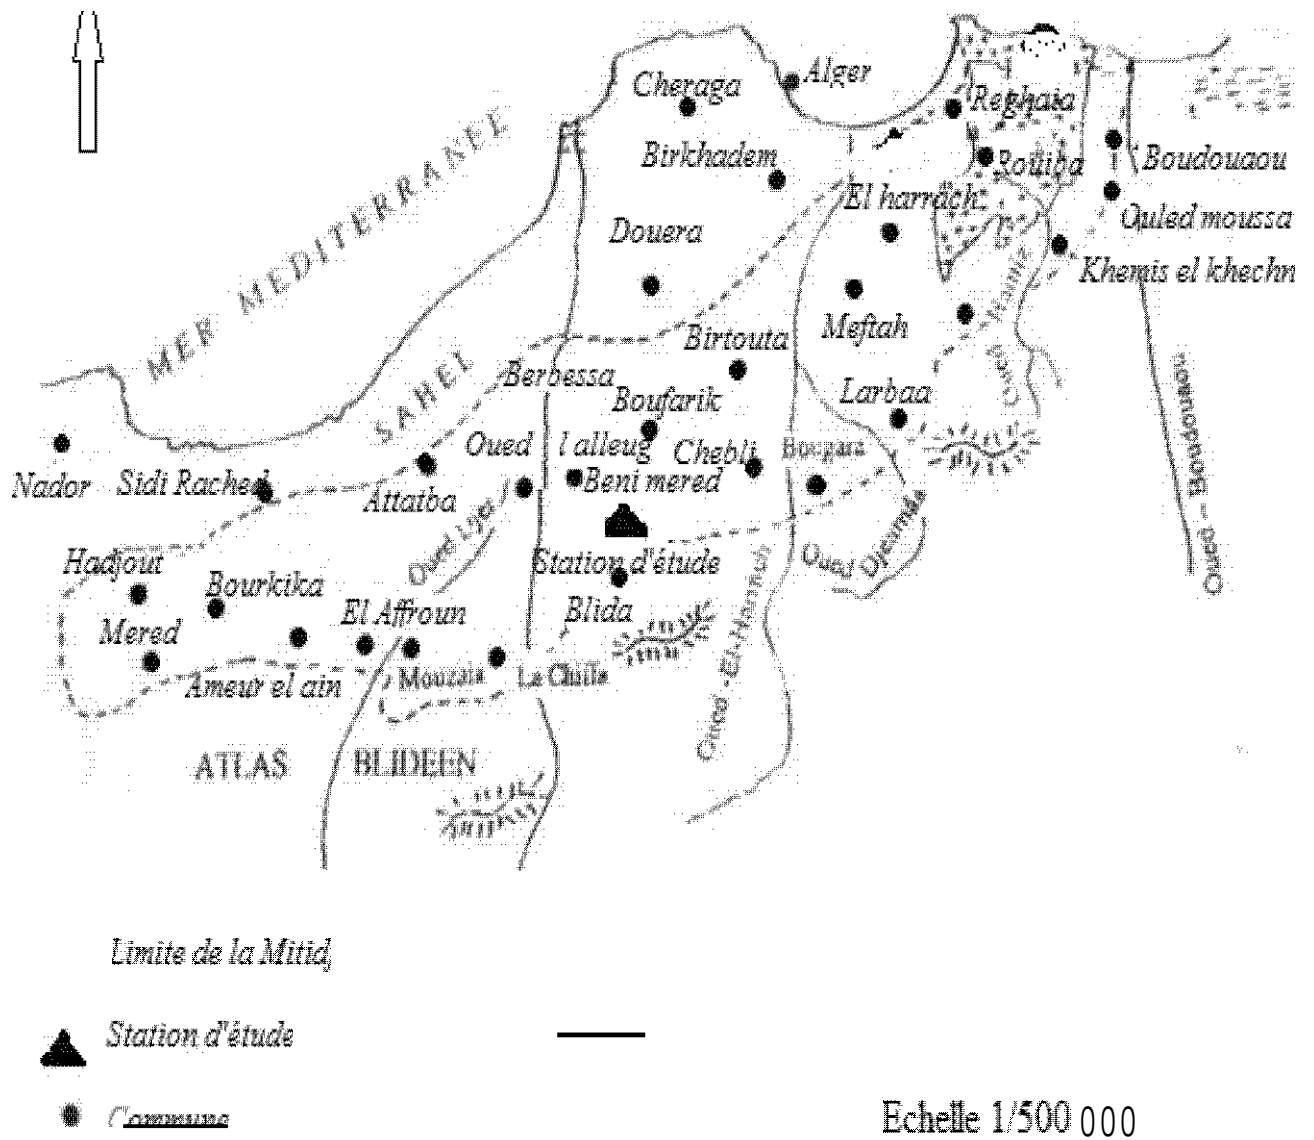 Alger
Cheraga
Reghaia
Birkhadem
Rouiba
Boudouaou
El harrach
Ouled moussa
Douera
Khemis el khechn
MER MEDITERRANEE
Meftah
Birtouta
SAHEL
Berbessa
Boufarik
Larbaa
Oued l alleug
Chebli
Bougara
Nador
Sidi Rached
Attatba
Beni mered
Oued Djemaa
Oued - Boudouaou
Hadjout
Bourkika
Station d'étude
El Affroun
Blida
Mered
Ameur el ain
Mouzaia
La Chiffa
Oued - El-Harrach
ATLAS BLIDEEN
Limite de la Mitidj
Station d'étude
Commune
Echelle 1/500 000